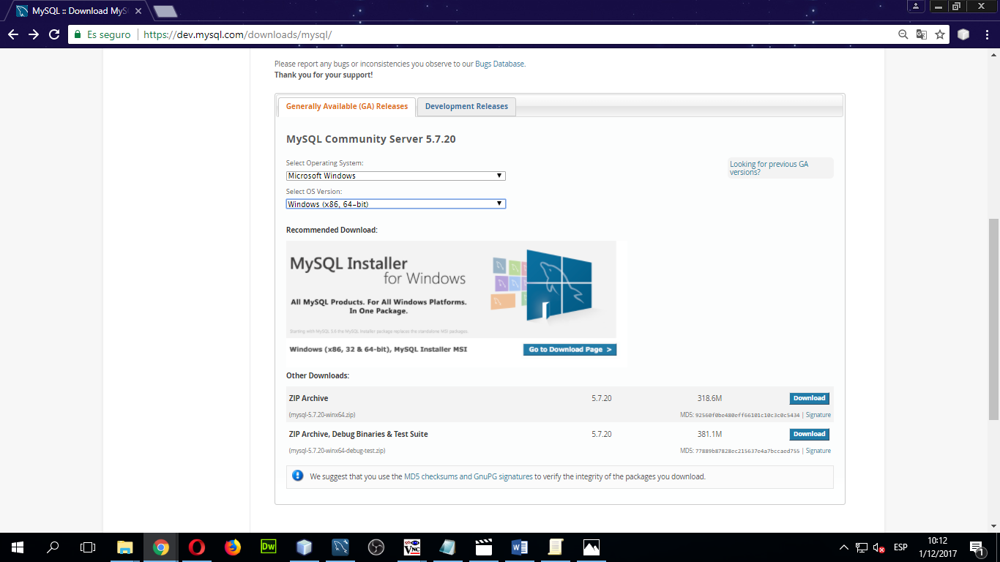 MySQL :: Download MyS
Es seguro
https://dev.mysql.com/downloads/mysql/
Please report any bugs or inconsistencies you observe to our Bugs Database.
Thank you for your support!
Generally Available (GA) Releases
Development Releases
MySQL Community Server 5.7.20
Select Operating System:
Looking for previous GA
versions?
Microsoft Windows
Select OS Version:
Windows (x86, 64-bit)
Recommended Download:
MySQL Installer
for Windows
All MySQL Products. For All Windows Platforms.
In One Package.
Starting with MySQL 5.6 the MySQL Installer package replaces the standalone MSI packages.
Windows (x86, 32 & 64-bit), MySQL Installer MSI
Go to Download Page >
Other Downloads:
ZIP Archive 5.7.20 318.6M Download
(mysql-5.7.20-winx64.zip) MD5: 92560f0be480eff66101c10c3c0c5434 | Signature
ZIP Archive, Debug Binaries & Test Suite 5.7.20 381.1M Download
(mysql-5.7.20-winx64-debug-test.zip) MD5: 77889b87828ec215637e4a7bccaed755 | Signature
We suggest that you use the MD5 checksums and GnuPG signatures to verify the integrity of the packages you download.
Dw
VNC
ESP
10:12
1/12/2017
1